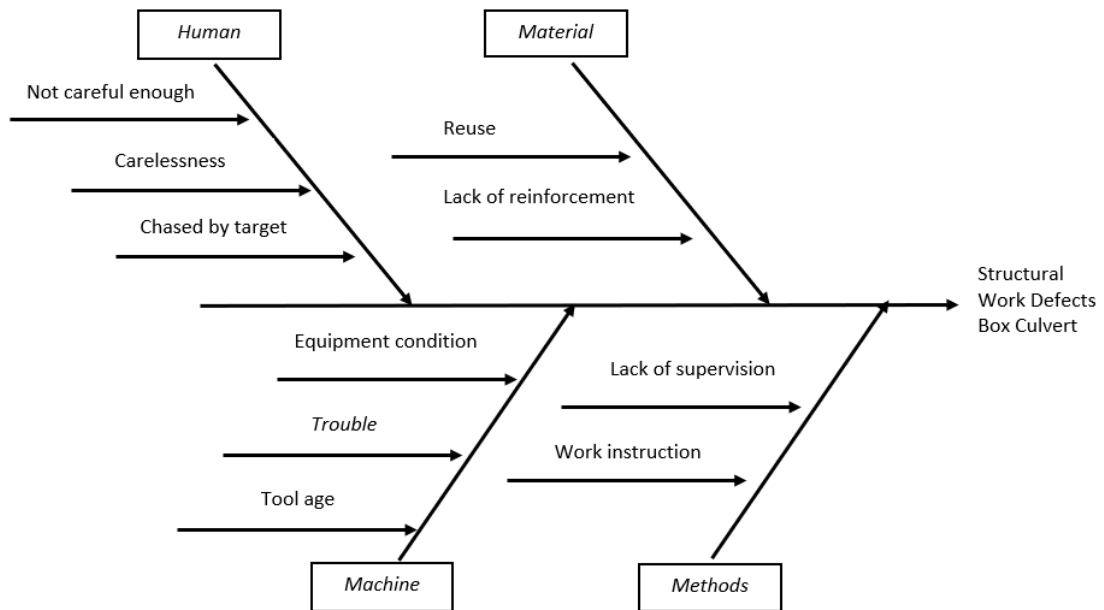 Human
Material
Not careful enough
Reuse
Carelessness
Lack of reinforcement
Chased by target
Structural
Work Defects
Box Culvert
Equipment condition
Lack of supervision
Trouble
Work instruction
Tool age
Machine
Methods